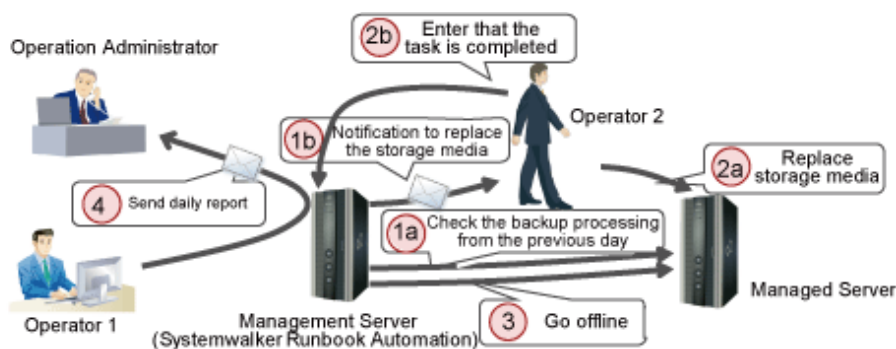 2b
Enter that the
task is completed
Operation Administrator
Operator 2
1b
Notification to replace
the storage media
2a
Replace
storage media
4
Send daily report
1a
Check the backup processing
from the previous day
Operator 1
Management Server
(Systemwalker Runbook Automation)
3
Go offline
Managed Server